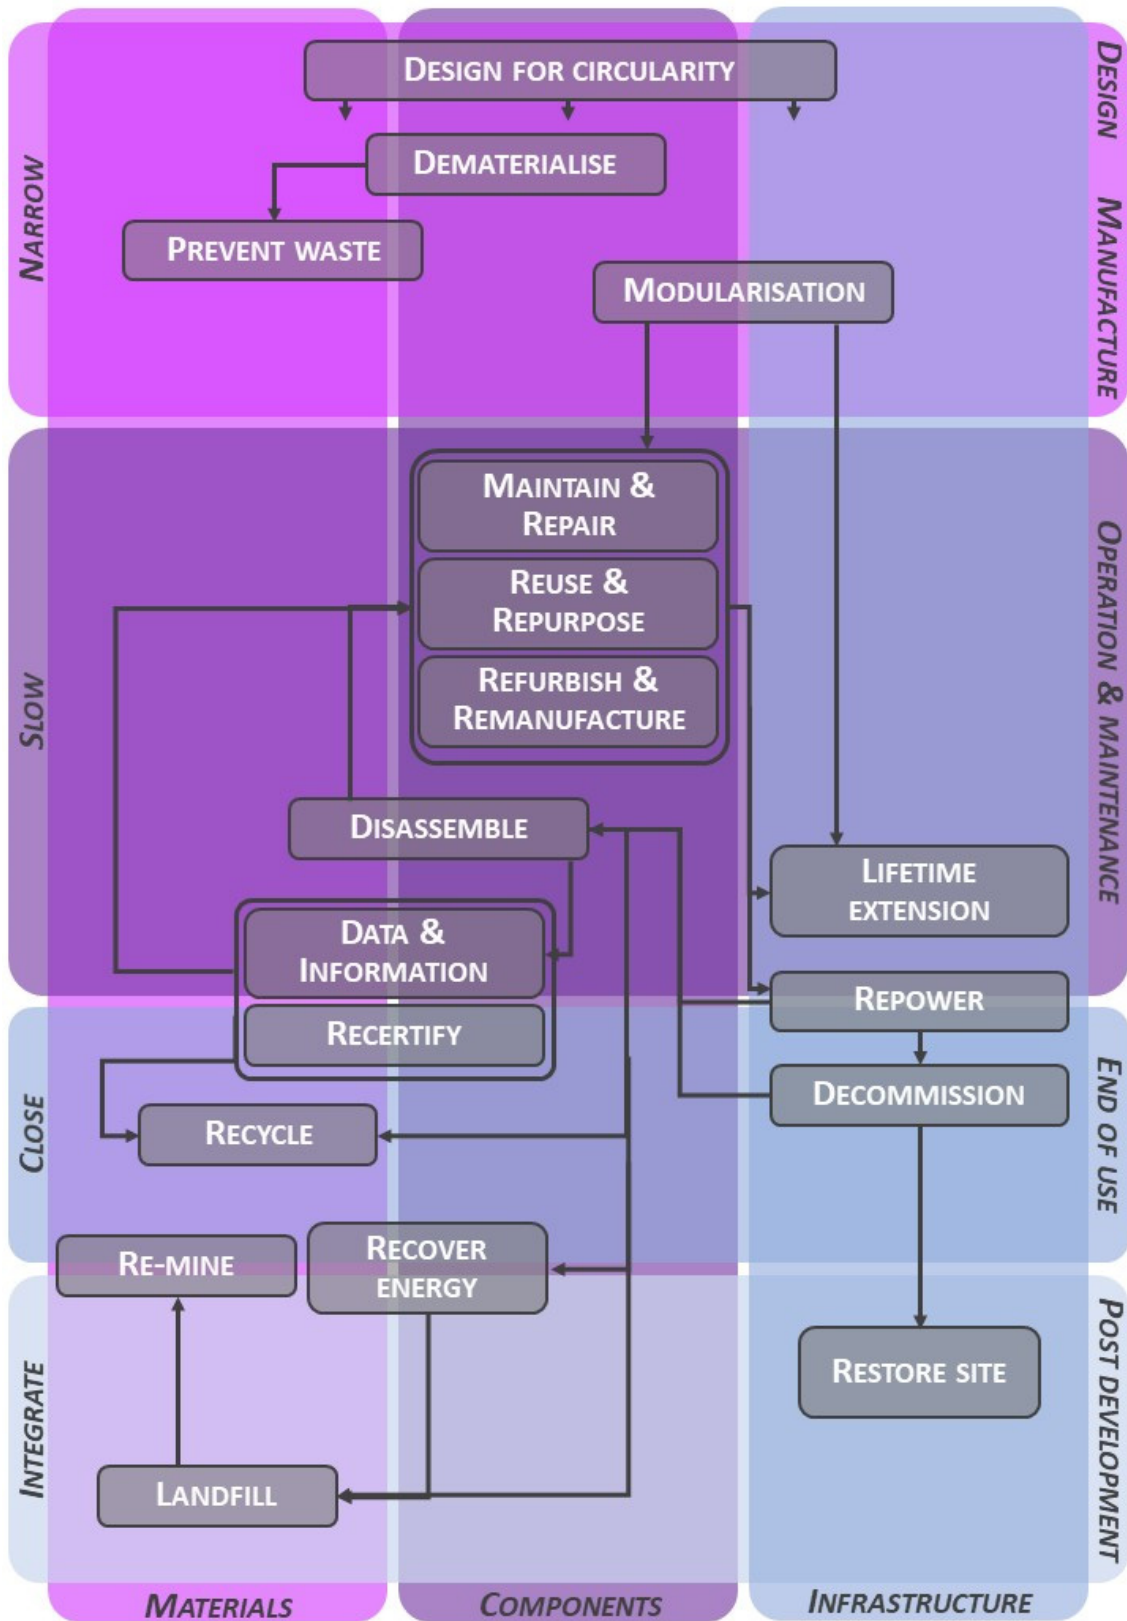 DESIGN FOR CIRCULARITY
DESIGN
DEMATERIALISE
NARROW
PREVENT WASTE
MANUFACTURE
MODULARISATION
MAINTAIN &
REPAIR
REUSE &
REPURPOSE
REFURBISH &
REMANUFACTURE
SLOW
OPERATION & MAINTENANCE
DISASSEMBLE
LIFETIME
EXTENSION
DATA &
INFORMATION
REPOWER
RECERTIFY
DECOMMISSION
CLOSE
RECYCLE
END OF USE
RE-MINE
RECOVER
ENERGY
RESTORE SITE
INTEGRATE
POST DEVELOPMENT
LANDFILL
MATERIALS
COMPONENTS
INFRASTRUCTURE